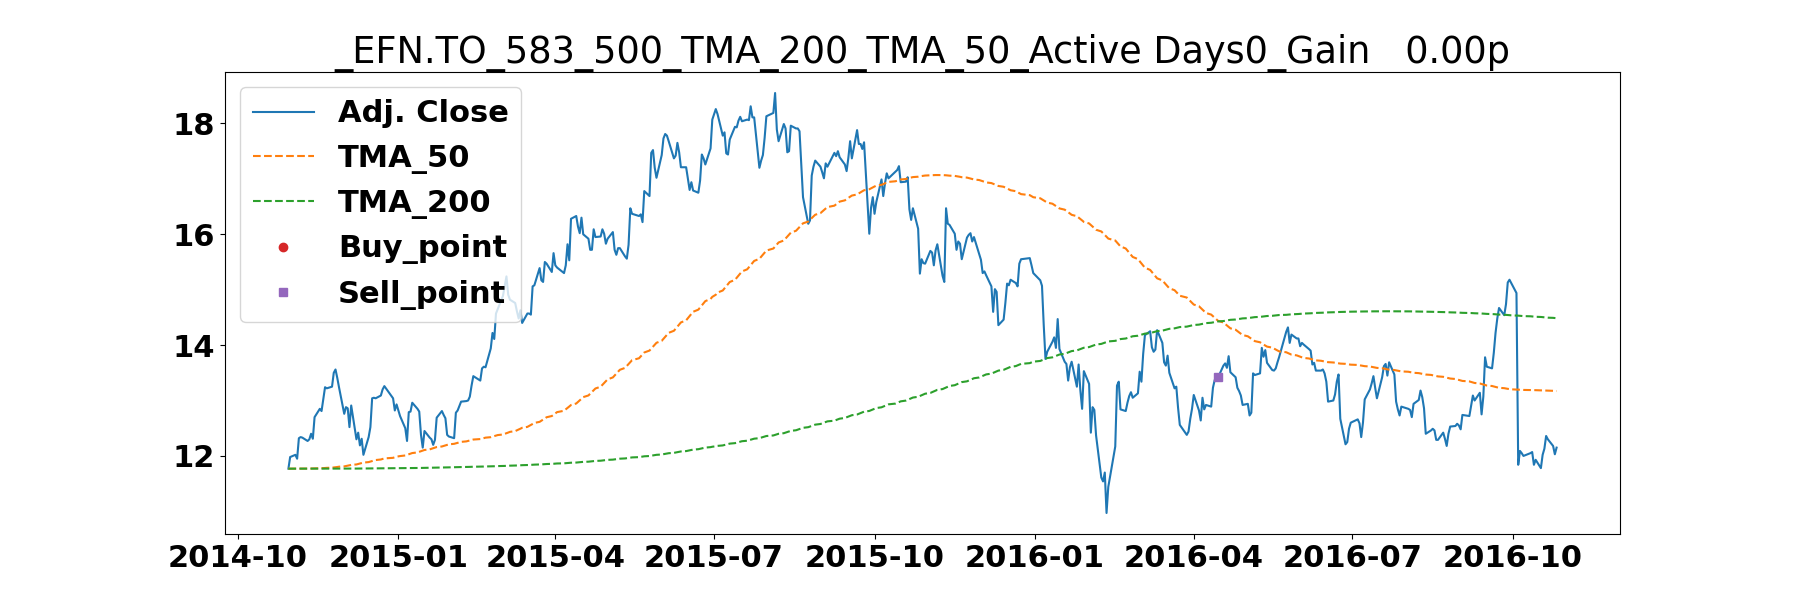 _EFN.TO_583_500_TMA_200_TMA_50_Active Days0_Gain   0.00p
Adj. Close
TMA_50
TMA_200
Buy_point
Sell_point
18
16
14
12
2014-10 2015-01 2015-04 2015-07 2015-10 2016-01 2016-04 2016-07 2016-10